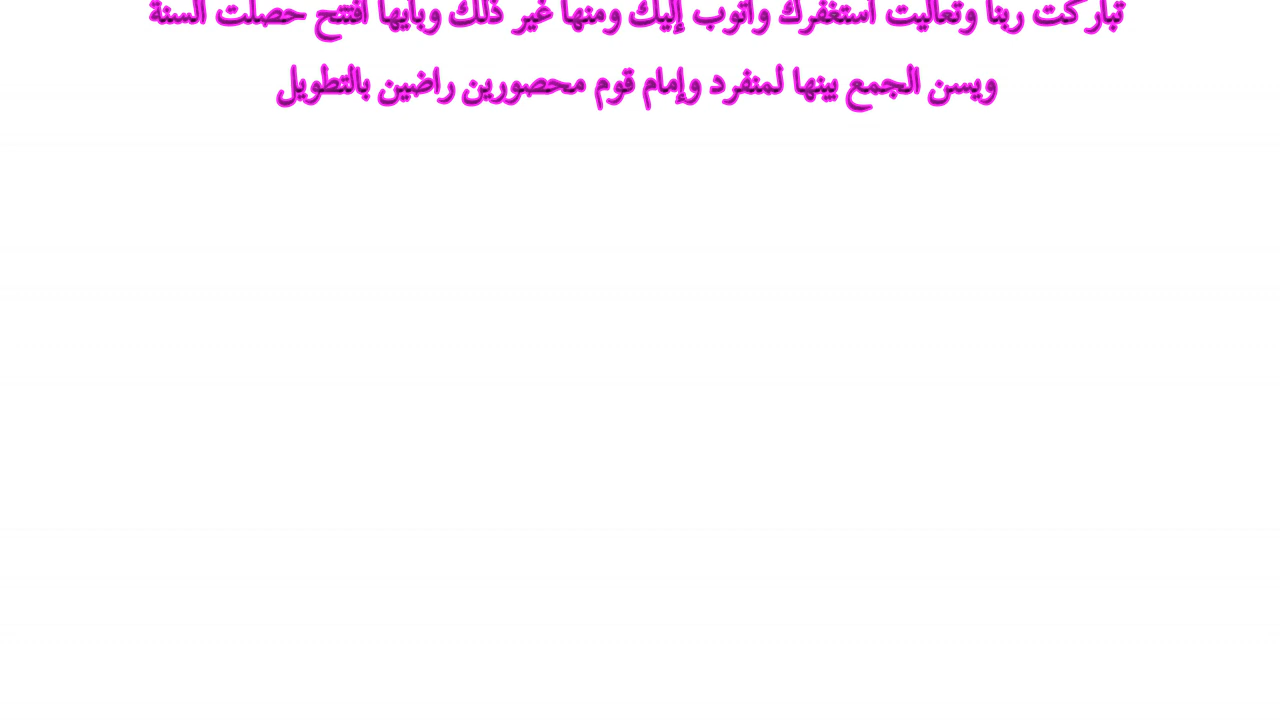 تباركت ربنا وتعاليت أستغفرك وأتوب إليك ومنها غير ذلك وبأيها افتتح حصلت السنة
ويسن الجمع بينها لمنفرد وإمام قوم محصورين راضين بالتطويل